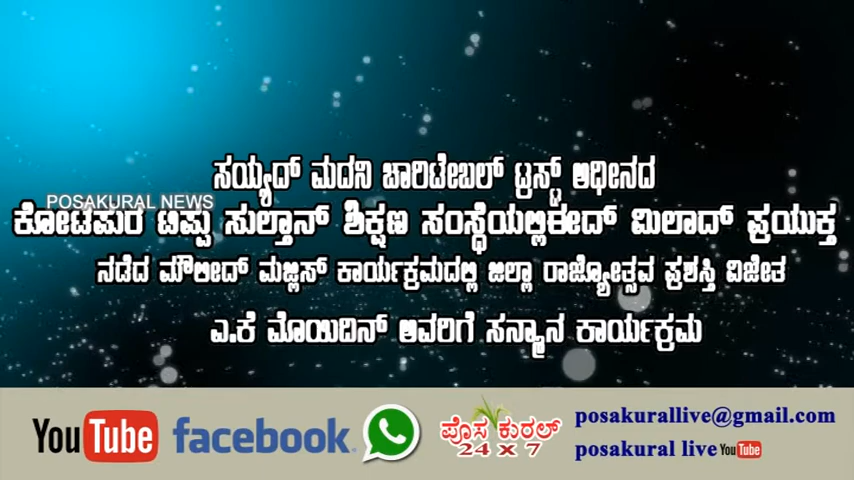 ಸಯ್ಯದ್ ಮದನಿ ಚಾರಿಟೇಬಲ್ ಟ್ರಸ್ಟ್ ಅಧೀನದ
POSAKURAL NEWS
ಕೋಟೆಪುರ ಟಿಪ್ಪು ಸುಲ್ತಾನ್ ಶಿಕ್ಷಣ ಸಂಸ್ಥೆಯಲ್ಲಿಈದ್ ಮಿಲಾದ್ ಪ್ರಯುಕ್ತ
ನಡೆದ ಮೌಲೀದ್ ಮಜ್ಲಿಸ್ ಕಾರ್ಯಕ್ರಮದಲ್ಲಿ ಜಿಲ್ಲಾ ರಾಜ್ಯೋತ್ಸವ ಪ್ರಶಸ್ತಿ ವಿಜೇತ
ಎ.ಕೆ ಮೊಯಿದಿನ್ ಅವರಿಗೆ ಸನ್ಮಾನ ಕಾರ್ಯಕ್ರಮ
YouTube facebook ಪೊಸ ಕುರಲ್ posakurallive@gmail.com
24 x 7 posakural live YouTube